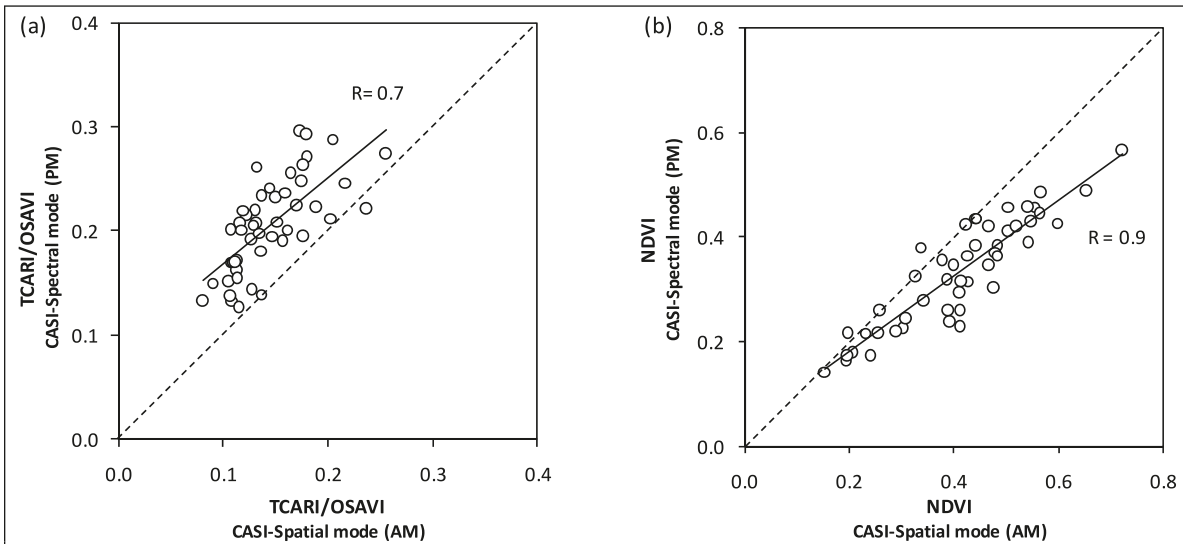 (a)
0.4
0.3
0.2
0.1
0.0
TCARI/OSAVI
CASI-Spectral mode (PM)
R= 0.7
0.0 0.1 0.2 0.3 0.4
TCARI/OSAVI
CASI-Spatial mode (AM)
(b)
0.8
0.6
0.4
0.2
0.0
NDVI
CASI-Spectral mode (PM)
R = 0.9
0.0 0.2 0.4 0.6 0.8
NDVI
CASI-Spatial mode (AM)